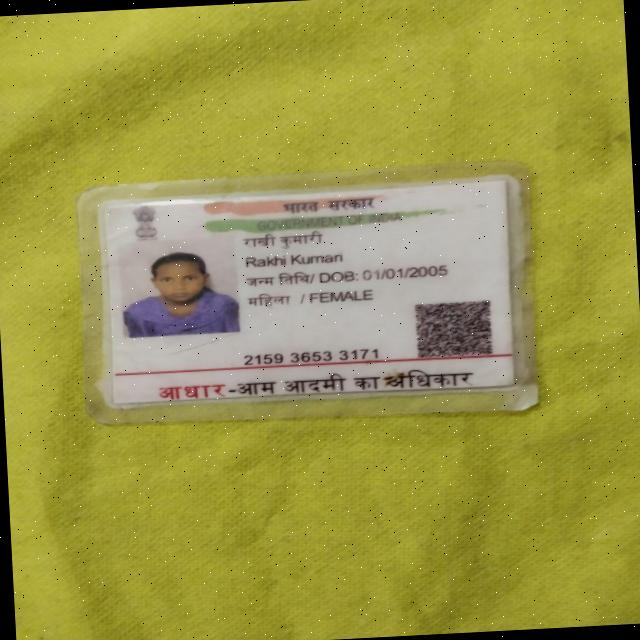 भारत सरकार
GOVERNMENT OF INDIA
राखी कुमारी
Rakhi Kumari
जन्म तिथि/ DOB: 01/01/2005
महिला / FEMALE
2159 3653 3171
आधार-आम आदमी का अधिकार